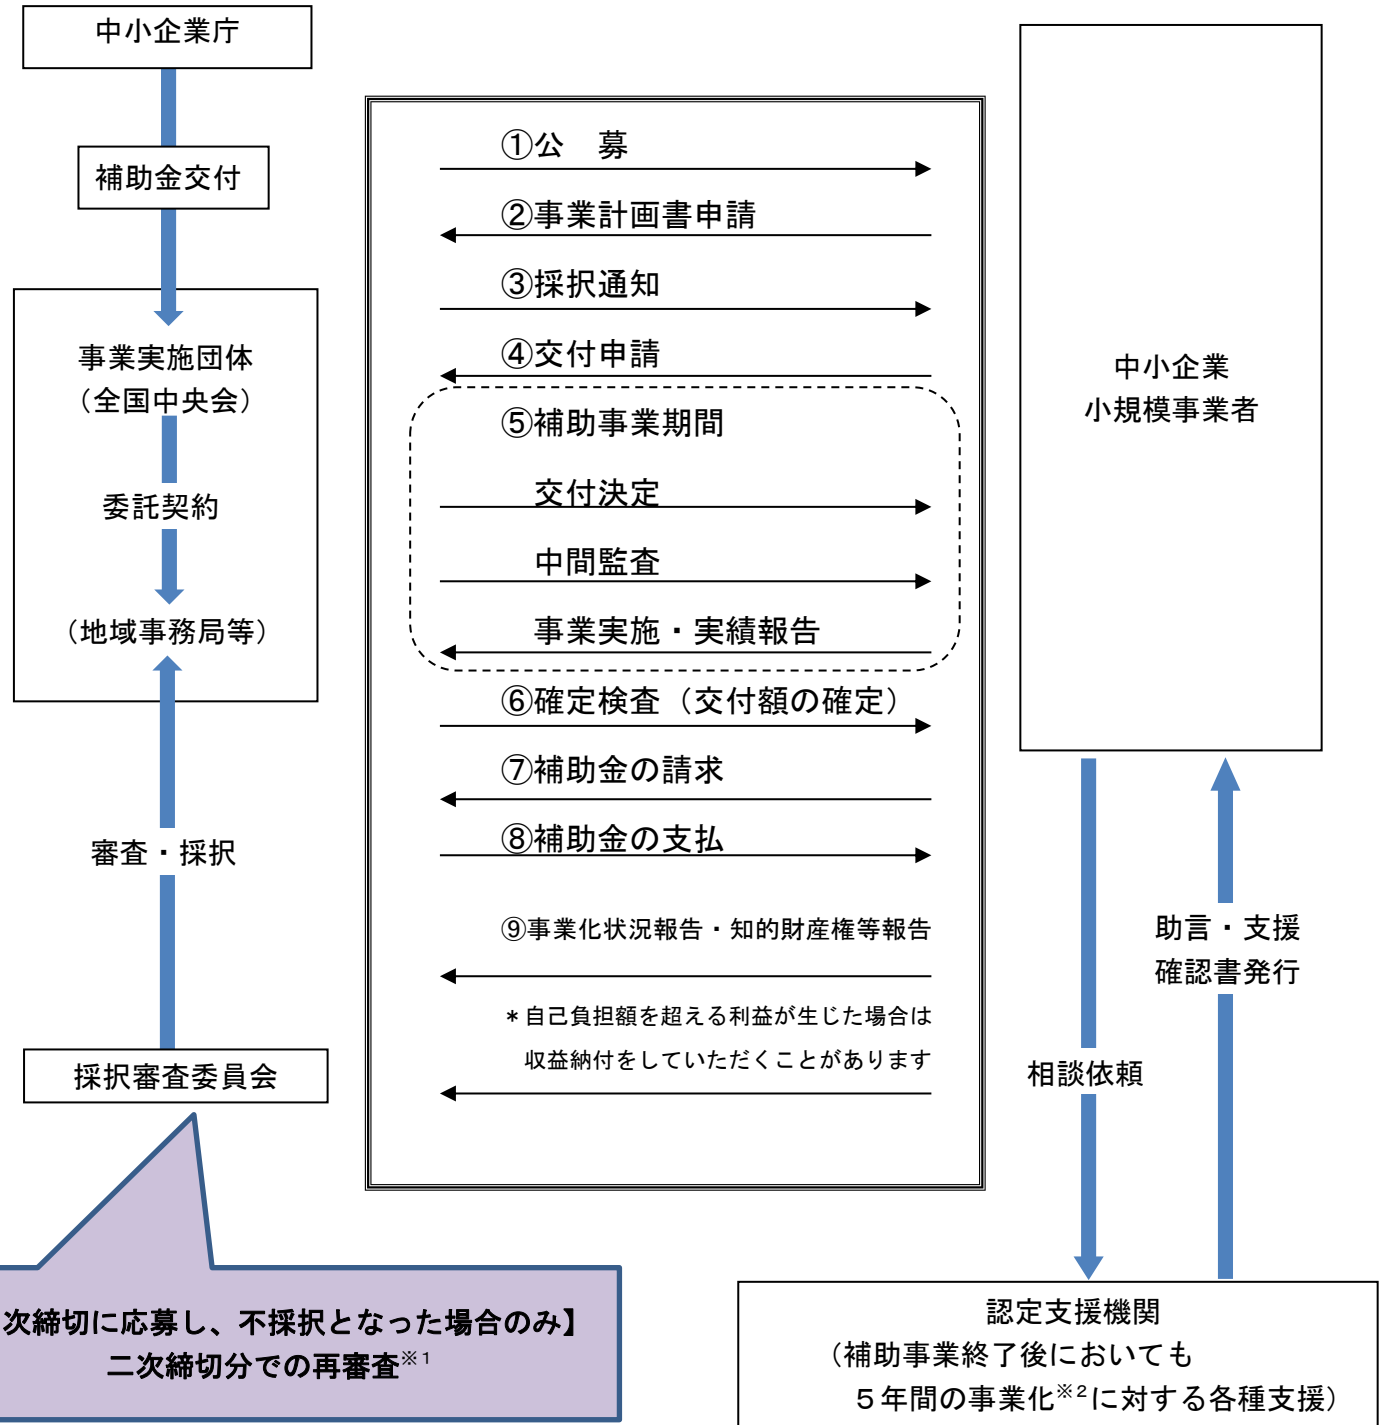 中小企業庁
補助金交付
事業実施団体
（全国中央会）
委託契約
（地域事務局等）
審査・採択
採択審査委員会
次締切に応募し、不採択となった場合のみ】
二次締切分での再審査※1
①公　募
②事業計画書申請
③採択通知
④交付申請
⑤補助事業期間
交付決定
中間監査
事業実施・実績報告
⑥確定検査（交付額の確定）
⑦補助金の請求
⑧補助金の支払
⑨事業化状況報告・知的財産権等報告
＊自己負担額を超える利益が生じた場合は
収益納付をしていただくことがあります
中小企業
小規模事業者
助言・支援
確認書発行
相談依頼
認定支援機関
（補助事業終了後においても
５年間の事業化※2に対する各種支援）